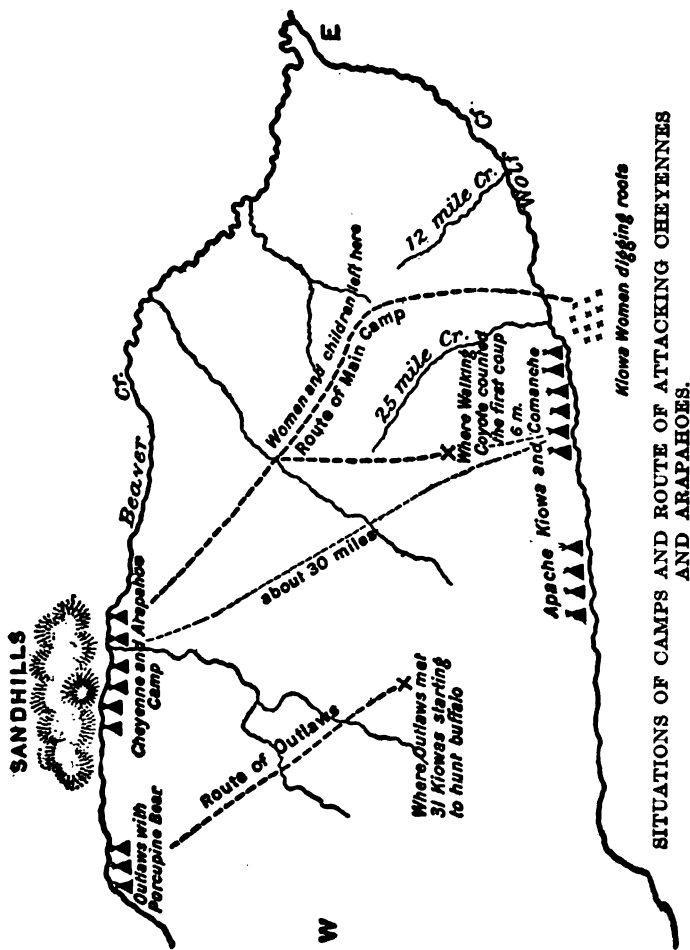 SANDHILLS
Outlaws with
Porcupine Bear
Cheyenne and Arapahoe
Camp
Beaver
Cr.
Route of Outlaws
Where Outlaws met
31 Kiowas starting
to hunt buffalo
about 30 miles
Women and children left here
Route of Main Camp
25 mile Cr.
12 mile Cr.
Where Walking
Coyote counted
the first coup
6 m.
Apache
Kiowa and Comanche
Wolf
Cr.
Kiowa Women digging roots
W
E
SITUATIONS OF CAMPS AND ROUTE OF ATTACKING CHEYENNES
AND ARAPAHOES.